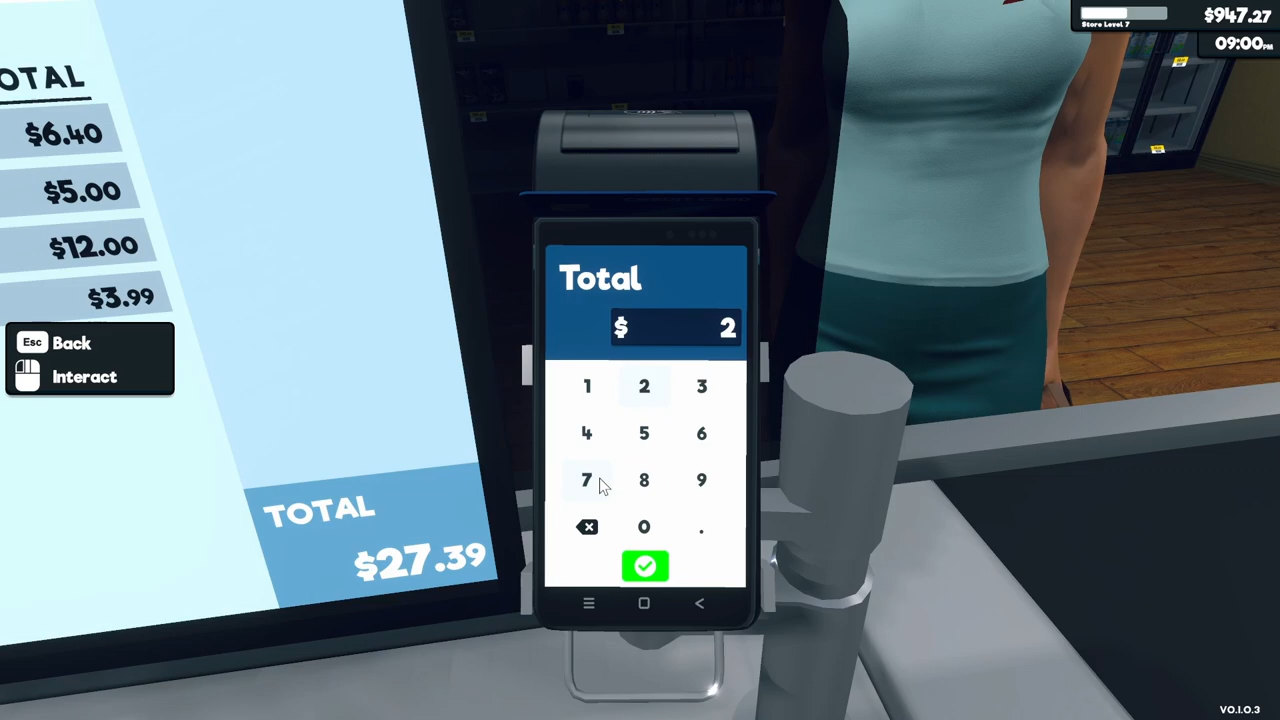 $947.27
Store Level 7
09:00PM
OTAL
$6.40
$5.00
$12.00
$3.99
Esc Back
Interact
Total
$ 2
1 2 3
4 5 6
7 8 9
0 .
TOTAL
$27.39
V0.1.0.3